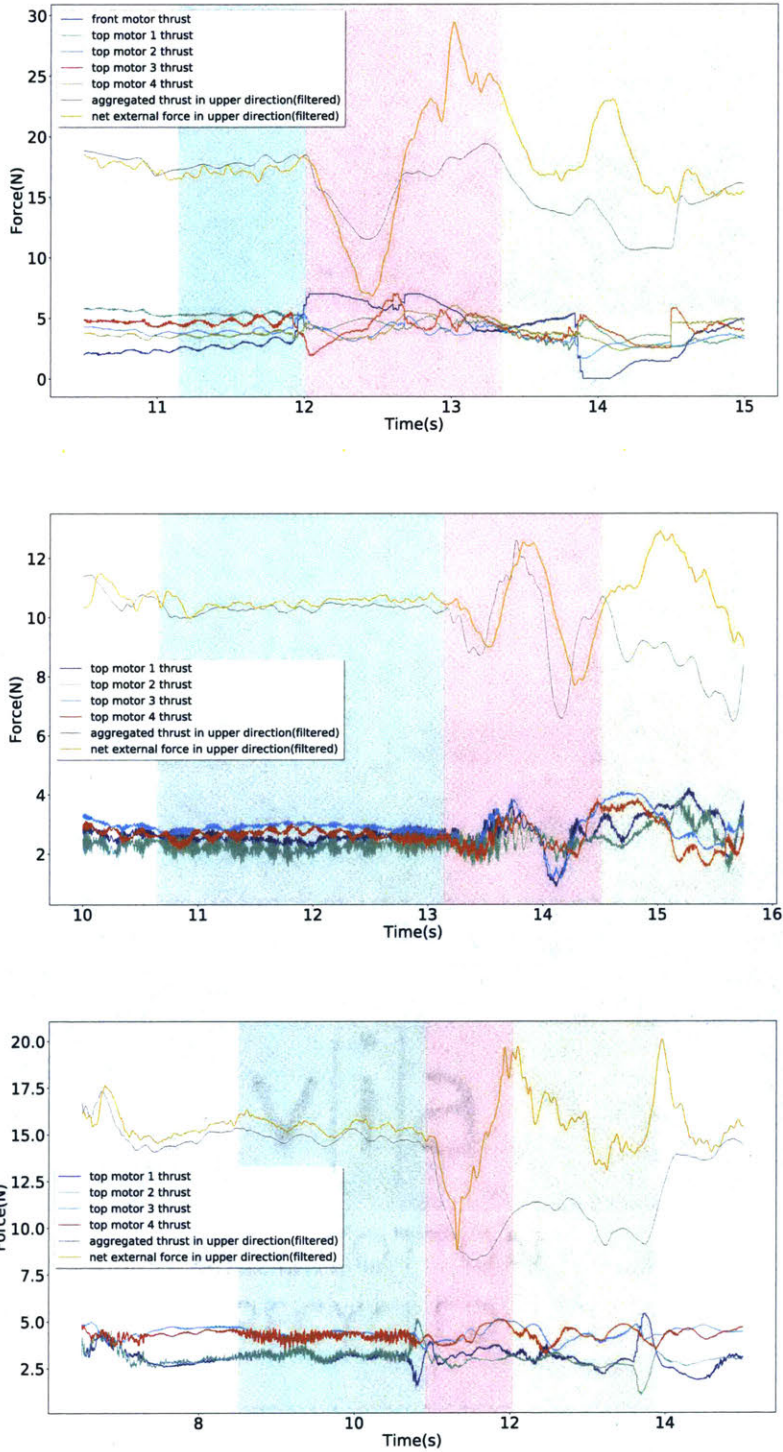 30
25
20
15
10
5
0
Force(N)
front motor thrust
top motor 1 thrust
top motor 2 thrust
top motor 3 thrust
top motor 4 thrust
aggregated thrust in upper direction(filtered)
net external force in upper direction(filtered)
11 12 13 14 15
Time(s)
12
10
8
6
4
2
Force(N)
top motor 1 thrust
top motor 2 thrust
top motor 3 thrust
top motor 4 thrust
aggregated thrust in upper direction(filtered)
net external force in upper direction(filtered)
10 11 12 13 14 15 16
Time(s)
20.0
17.5
15.0
12.5
10.0
7.5
5.0
2.5
Force(N)
top motor 1 thrust
top motor 2 thrust
top motor 3 thrust
top motor 4 thrust
aggregated thrust in upper direction(filtered)
net external force in upper direction(filtered)
8 10 12 14
Time(s)